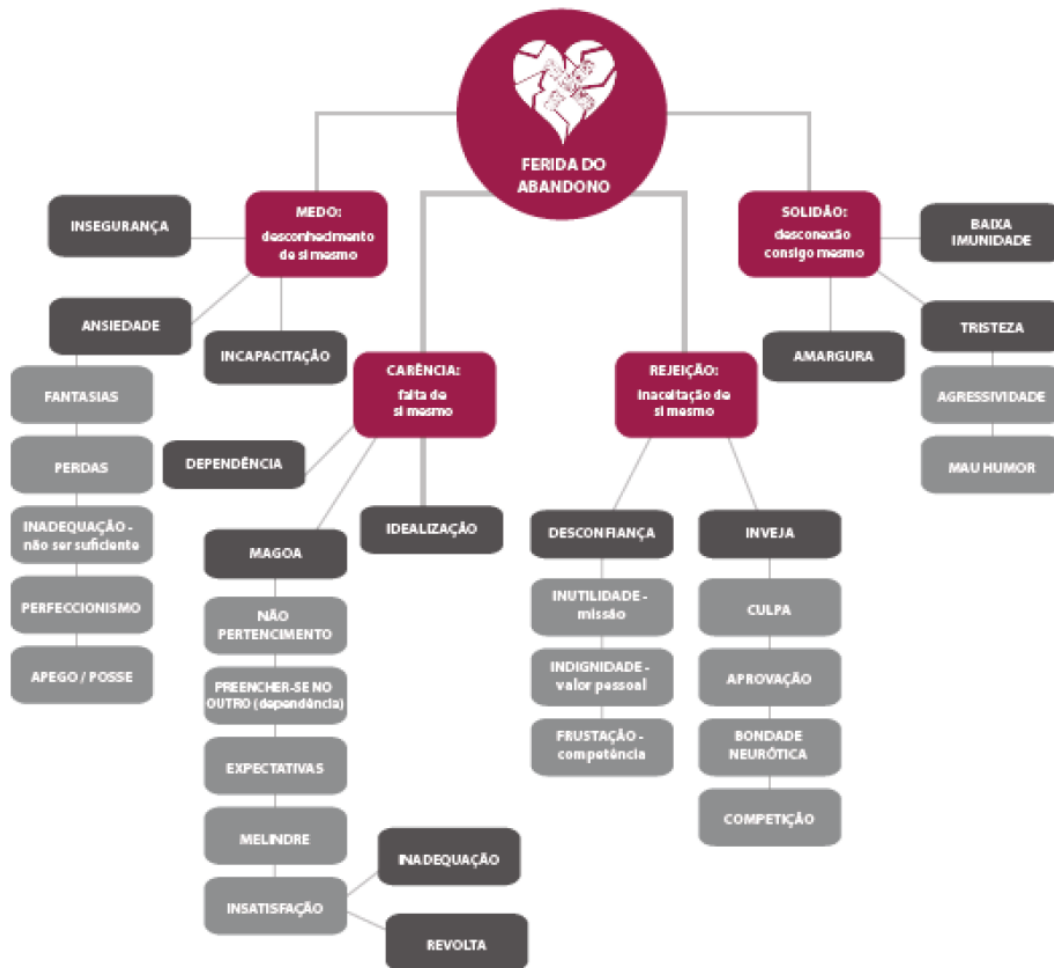 FERIDA DO
ABANDONO
MEDO:
desconhecimento
de si mesmo
INSEGURANÇA
ANSIEDADE
INCAPACITAÇÃO
FANTASIAS
PERDAS
INADEQUAÇÃO -
não ser suficiente
PERFECCIONISMO
APEGO / POSSE
CARÊNCIA:
falta de
si mesmo
DEPENDÊNCIA
MAGOA
IDEALIZAÇÃO
NÃO
PERTENCIMENTO
PREENCHER-SE NO
OUTRO (dependência)
EXPECTATIVAS
MELINDRE
INSATISFAÇÃO
INADEQUAÇÃO
REVOLTA
REJEIÇÃO:
inaceitação de
si mesmo
DESCONFIANÇA
INUTILIDADE -
missão
INDIGNIDADE -
valor pessoal
FRUSTAÇÃO -
competência
INVEJA
CULPA
APROVAÇÃO
BONDADE
NEURÓTICA
COMPETIÇÃO
SOLIDÃO:
desconexão
consigo mesmo
BAIXA
IMUNIDADE
TRISTEZA
AMARGURA
AGRESSIVIDADE
MAU HUMOR